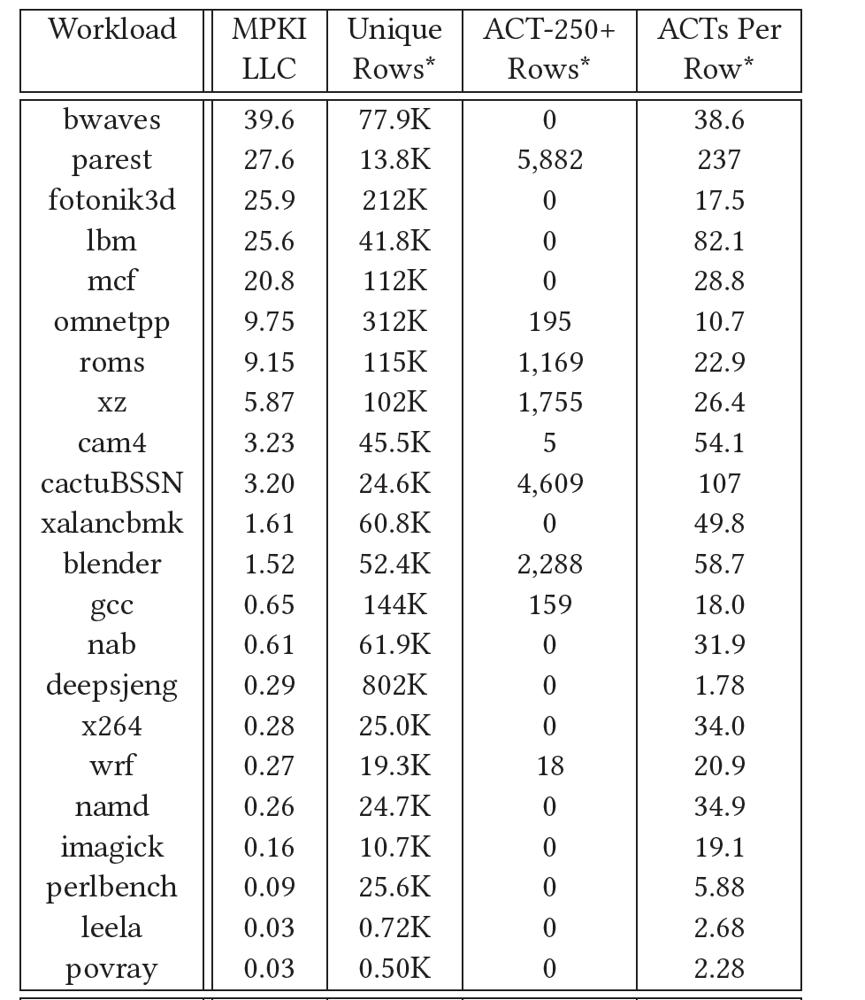 Workload MPKI LLC Unique Rows* ACT-250+ Rows* ACTs Per Row*
bwaves 39.6 77.9K 0 38.6
parest 27.6 13.8K 5,882 237
fotonik3d 25.9 212K 0 17.5
lbm 25.6 41.8K 0 82.1
mcf 20.8 112K 0 28.8
omnetpp 9.75 312K 195 10.7
roms 9.15 115K 1,169 22.9
xz 5.87 102K 1,755 26.4
cam4 3.23 45.5K 5 54.1
cactuBSSN 3.20 24.6K 4,609 107
xalancbmk 1.61 60.8K 0 49.8
blender 1.52 52.4K 2,288 58.7
gcc 0.65 144K 159 18.0
nab 0.61 61.9K 0 31.9
deepsjeng 0.29 802K 0 1.78
x264 0.28 25.0K 0 34.0
wrf 0.27 19.3K 18 20.9
namd 0.26 24.7K 0 34.9
imagick 0.16 10.7K 0 19.1
perlbench 0.09 25.6K 0 5.88
leela 0.03 0.72K 0 2.68
povray 0.03 0.50K 0 2.28